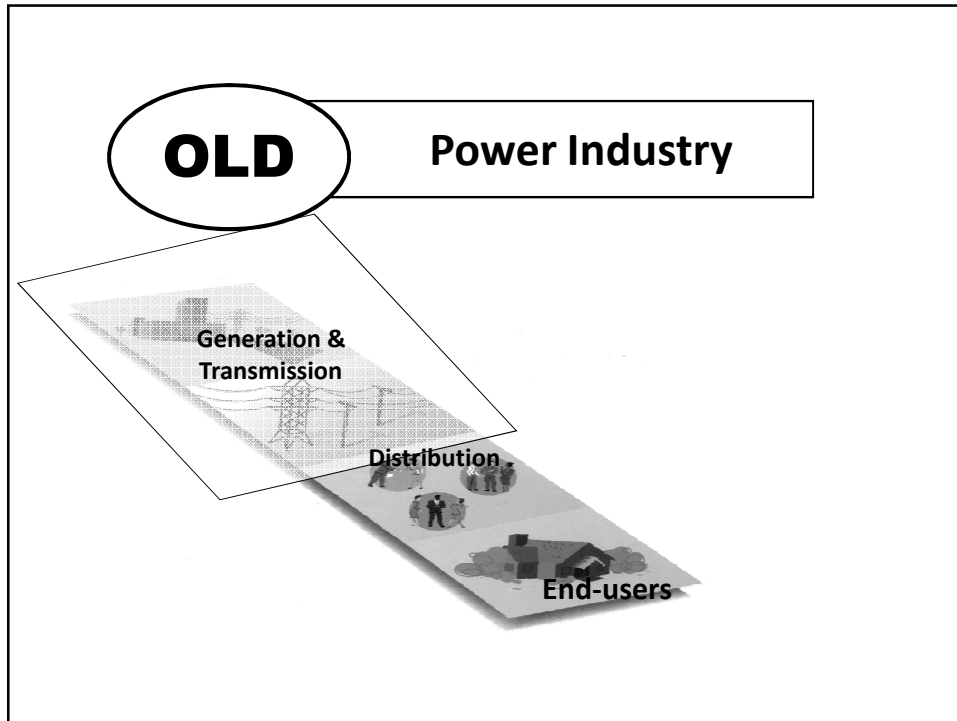 OLD
Power Industry
Generation &
Transmission
Distribution
End-users